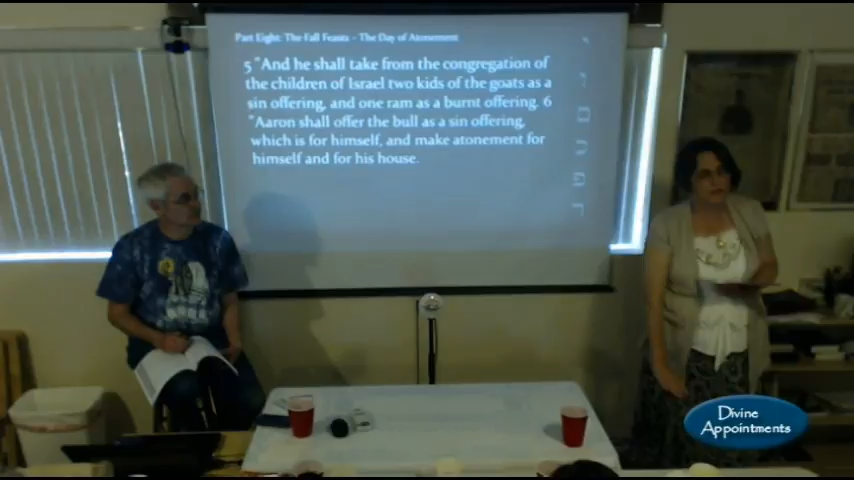 Part Eight: The Fall Feasts – The Day of Atonement
5 "And he shall take from the congregation of
the children of Israel two kids of the goats as a
sin offering, and one ram as a burnt offering. 6
"Aaron shall offer the bull as a sin offering,
which is for himself, and make atonement for
himself and for his house.
Divine
Appointments